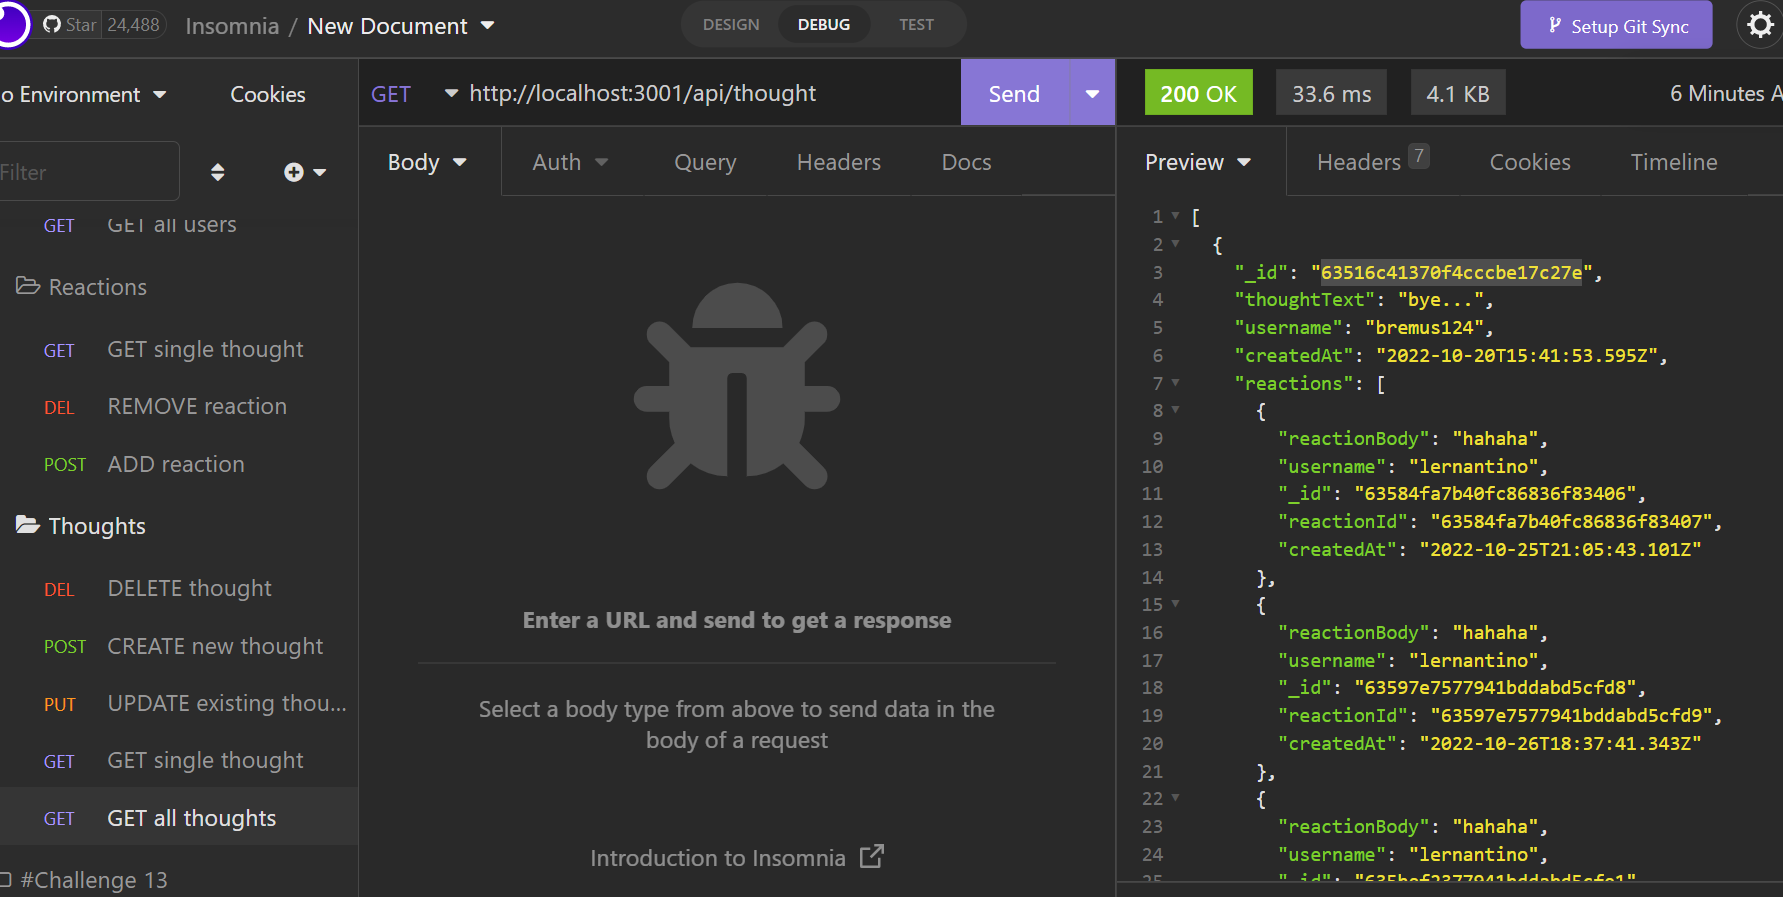 Star 24,488 Insomnia / New Document DESIGN DEBUG TEST Setup Git Sync
o Environment Cookies GET http://localhost:3001/api/thought Send 200 OK 33.6 ms 4.1 KB 6 Minutes A
Filter
Body Auth Query Headers Docs
Preview Headers 7 Cookies Timeline
GET GET all users
Reactions
GET GET single thought
DEL REMOVE reaction
POST ADD reaction
Thoughts
DEL DELETE thought
POST CREATE new thought
PUT UPDATE existing thou...
GET GET single thought
GET GET all thoughts
#Challenge 13
Enter a URL and send to get a response
Select a body type from above to send data in the
body of a request
Introduction to Insomnia
1 [
2 {
3 "_id": "63516c41370f4cccbe17c27e",
4 "thoughtText": "bye...",
5 "username": "bremus124",
6 "createdAt": "2022-10-20T15:41:53.595Z",
7 "reactions": [
8 {
9 "reactionBody": "hahaha",
10 "username": "lernantino",
11 "_id": "63584fa7b40fc86836f83406",
12 "reactionId": "63584fa7b40fc86836f83407",
13 "createdAt": "2022-10-25T21:05:43.101Z"
14 },
15 {
16 "reactionBody": "hahaha",
17 "username": "lernantino",
18 "_id": "63597e7577941bddabd5cfd8",
19 "reactionId": "63597e7577941bddabd5cfd9",
20 "createdAt": "2022-10-26T18:37:41.343Z"
21 },
22 {
23 "reactionBody": "hahaha",
24 "username": "lernantino",
25 "_id":